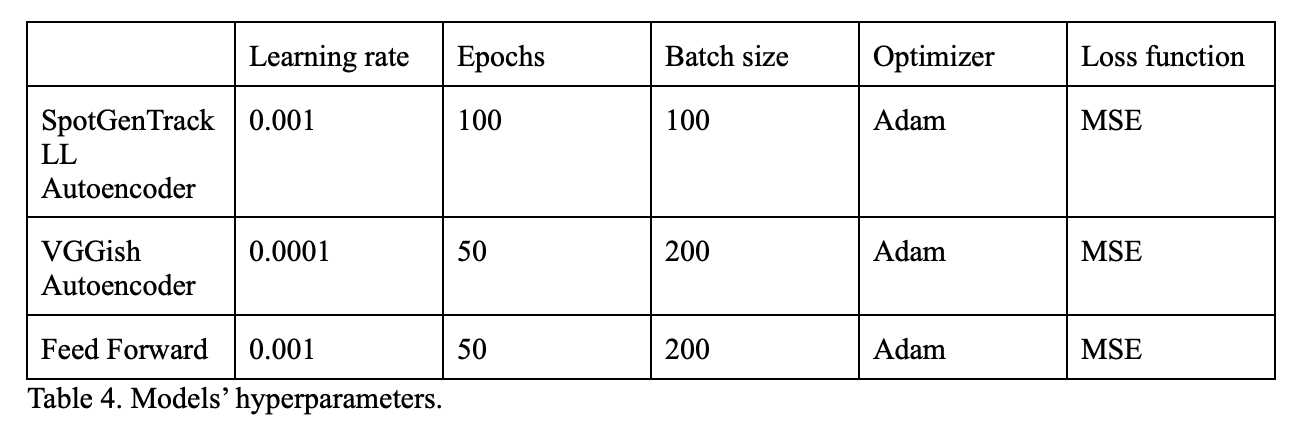 Learning rate Epochs Batch size Optimizer Loss function
SpotGenTrack 0.001 100 100 Adam MSE
LL
Autoencoder
VGGish 0.0001 50 200 Adam MSE
Autoencoder
Feed Forward 0.001 50 200 Adam MSE
Table 4. Models’ hyperparameters.